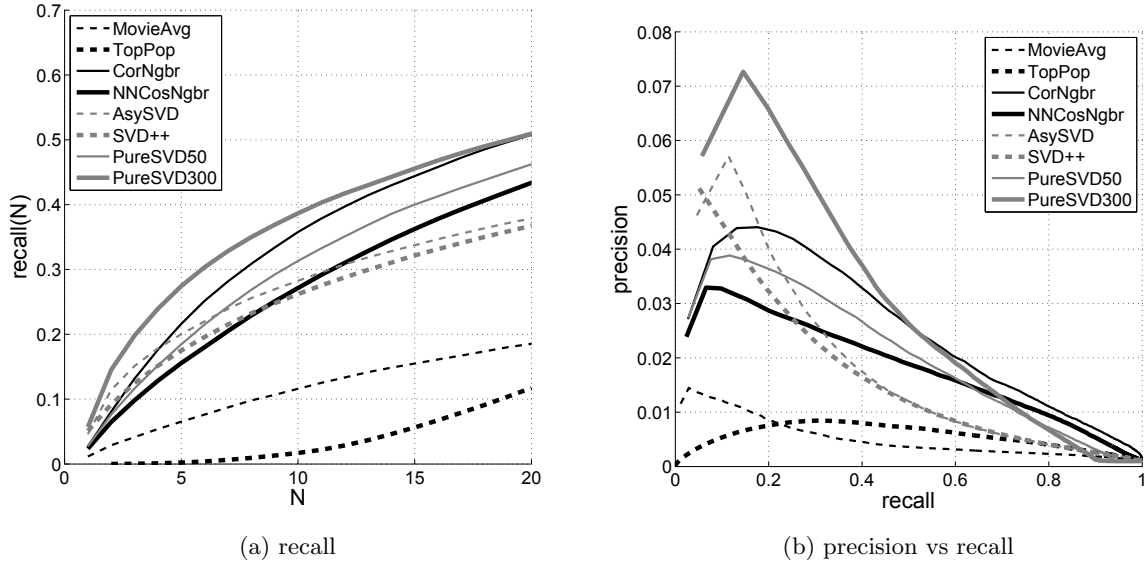 0.7
0.6
0.5
0.4
0.3
0.2
0.1
0
recall(N)
MovieAvg
TopPop
CorNgbr
NNCosNgbr
AsySVD
SVD++
PureSVD50
PureSVD300
0 5 10 15 20
N
(a) recall
0.08
0.07
0.06
0.05
0.04
0.03
0.02
0.01
0
precision
MovieAvg
TopPop
CorNgbr
NNCosNgbr
AsySVD
SVD++
PureSVD50
PureSVD300
0 0.2 0.4 0.6 0.8 1
recall
(b) precision vs recall